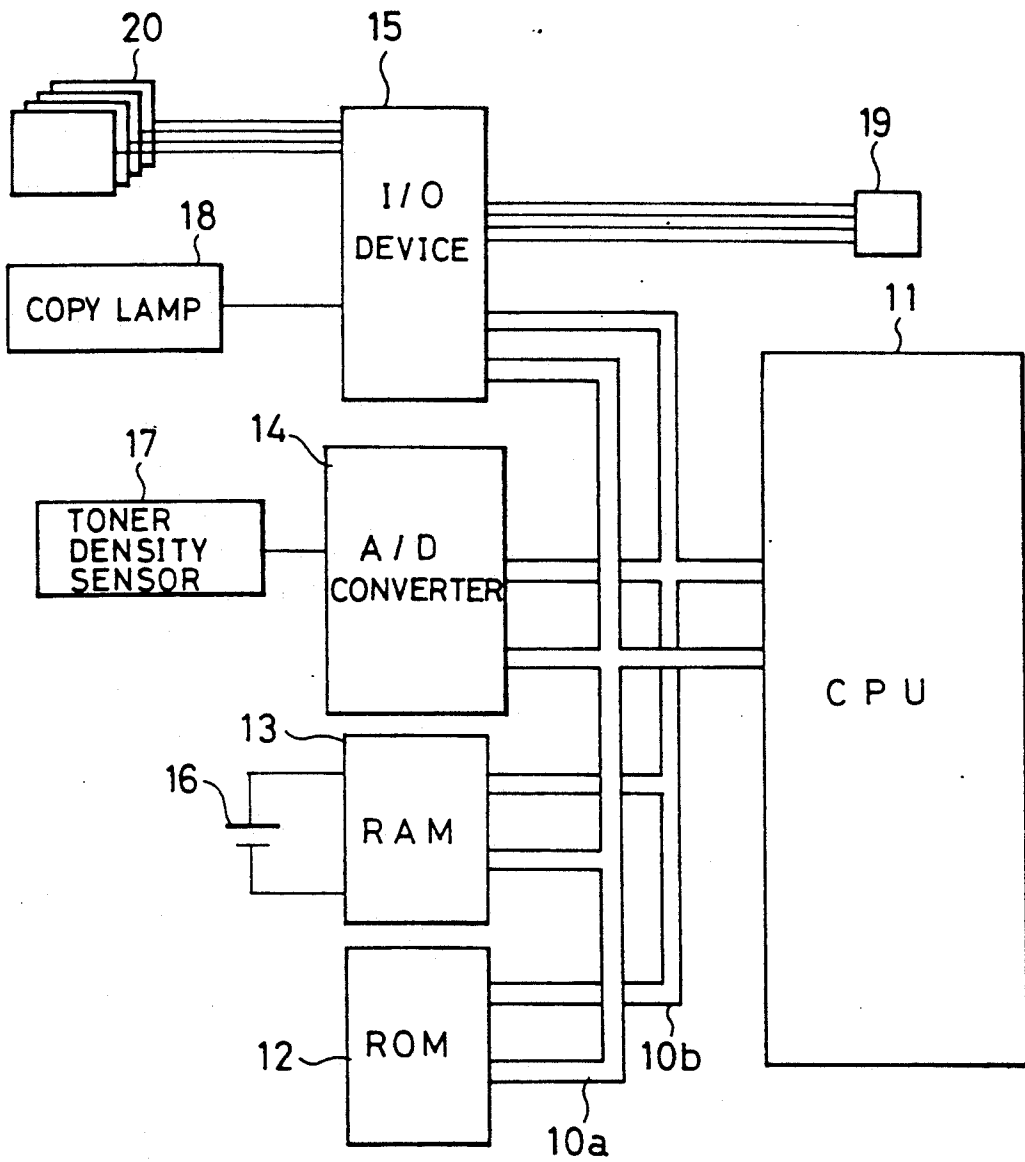 20
15
19
I/O
DEVICE
18
COPY LAMP
11
14
17
TONER
DENSITY
SENSOR
A/D
CONVERTER
CPU
13
16
RAM
12
ROM
10b
10a